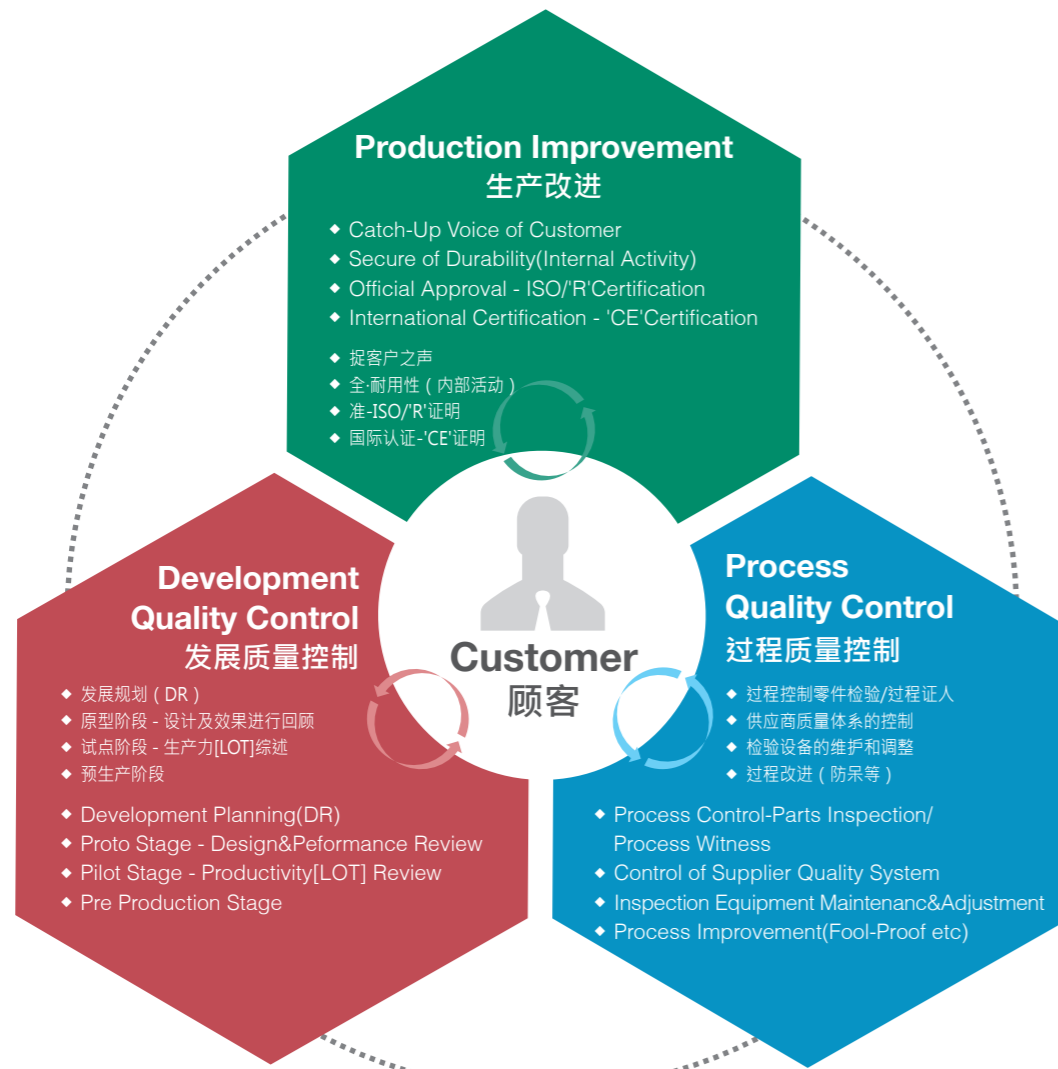 Production Improvement
生产改进
◆ Catch-Up Voice of Customer
◆ Secure of Durability(Internal Activity)
◆ Official Approval - ISO/'R'Certification
◆ International Certification - 'CE'Certification
◆ 捉客户之声
◆ 全·耐用性 ( 内部活动 )
◆ 准-ISO/'R'证明
◆ 国际认证-'CE'证明
Development
Quality Control
发展质量控制
◆ 发展规划 ( DR )
◆ 原型阶段 - 设计及效果进行回顾
◆ 试点阶段 - 生产力[LOT]综述
◆ 预生产阶段
◆ Development Planning(DR)
◆ Proto Stage - Design&Peformance Review
◆ Pilot Stage - Productivity[LOT] Review
◆ Pre Production Stage
Customer
顾客
Process
Quality Control
过程质量控制
◆ 过程控制零件检验/过程证人
◆ 供应商质量体系的控制
◆ 检验设备的维护和调整
◆ 过程改进 ( 防呆等 )
◆ Process Control-Parts Inspection/
Process Witness
◆ Control of Supplier Quality System
◆ Inspection Equipment Maintenanc&Adjustment
◆ Process Improvement(Fool-Proof etc)